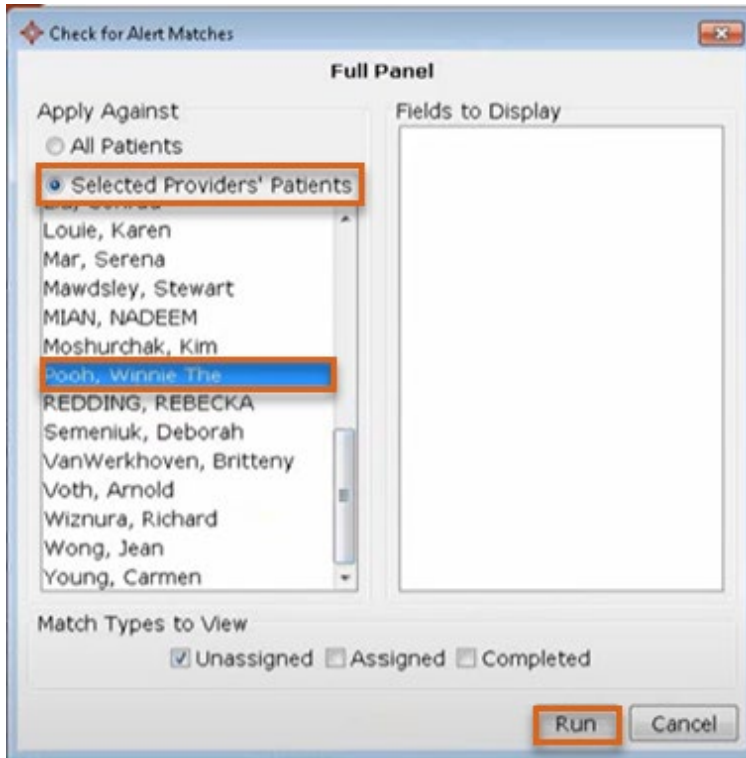 Check for Alert Matches
Full Panel
Apply Against
Fields to Display
All Patients
Selected Providers' Patients
Louie, Karen
Mar, Serena
Mawdsley, Stewart
MIAN, NADEEM
Moshurchak, Kim
Pooh, Winnie The
REDDING, REBECKA
Semeniuk, Deborah
VanWerkhoven, Britteny
Voth, Arnold
Wiznura, Richard
Wong, Jean
Young, Carmen
Match Types to View
Unassigned Assigned Completed
Run Cancel